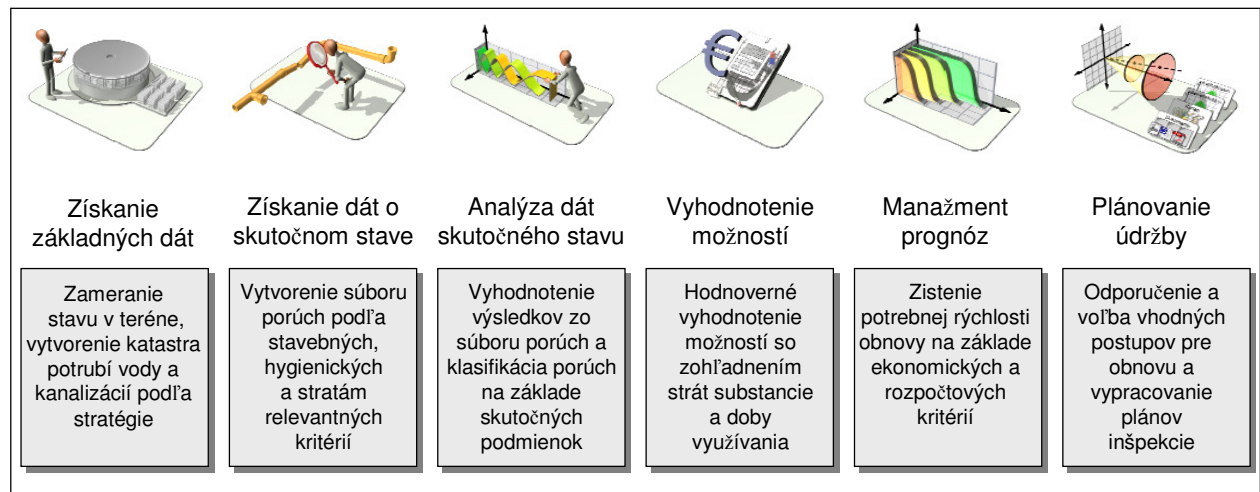 Získanie
základných dát
Získanie dát o
skutočnom stave
Analýza dát
skutočného stavu
Vyhodnotenie
možností
Manažment
prognóz
Plánovanie
údržby
Zameranie
stavu v teréne,
vytvorenie katastra
potrubí vody a
kanalizácií podľa
stratégie
Vytvorenie súboru
porúch podľa
stavebných,
hygienických
a stratám
relevantných
kritérií
Vyhodnotenie
výsledkov zo
súboru porúch a
klasifikácia porúch
na základe
skutočných
podmienok
Hodnoverné
vyhodnotenie
možností so
zohľadnením
strát substancie
a doby
využívania
Zistenie
potrebnej rýchlosti
obnovy na základe
ekonomických a
rozpočtových
kritérií
Odporučenie a
voľba vhodných
postupov pre
obnovu a
vypracovanie
plánov
inšpekcie